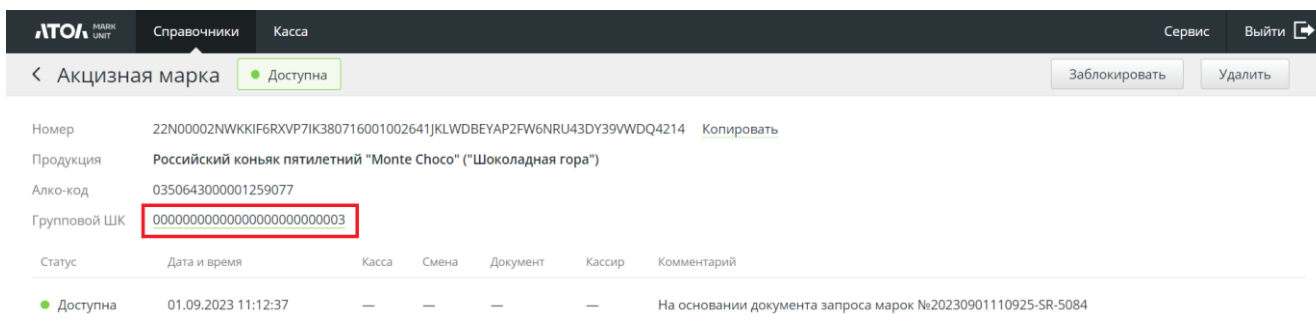 АТОЛ MARK UNIT Справочники Касса Сервис Выйти
Акцизная марка Доступна Заблокировать Удалить
Номер 22N00002NWKKIF6RXVP7IK380716001002641JKLWDBEYAP2FW6NRU43DY39VWDQ4214 Копировать
Продукция Российский коньяк пятилетний "Monte Choco" ("Шоколадная гора")
Алко-код 0350643000001259077
Групповой ШК 00000000000000000000000003
Статус Дата и время Касса Смена Документ Кассир Комментарий
Доступна 01.09.2023 11:12:37 — — — — На основании документа запроса марок №20230901110925-SR-5084